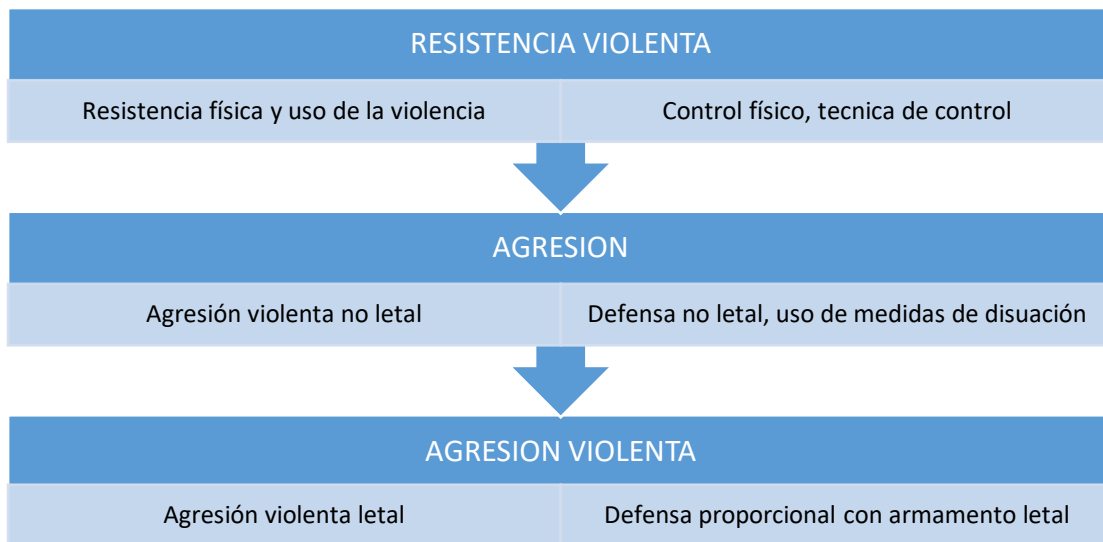 RESISTENCIA VIOLENTA
Resistencia física y uso de la violencia
Control físico, tecnica de control
AGRESION
Agresión violenta no letal
Defensa no letal, uso de medidas de disuación
AGRESION VIOLENTA
Agresión violenta letal
Defensa proporcional con armamento letal